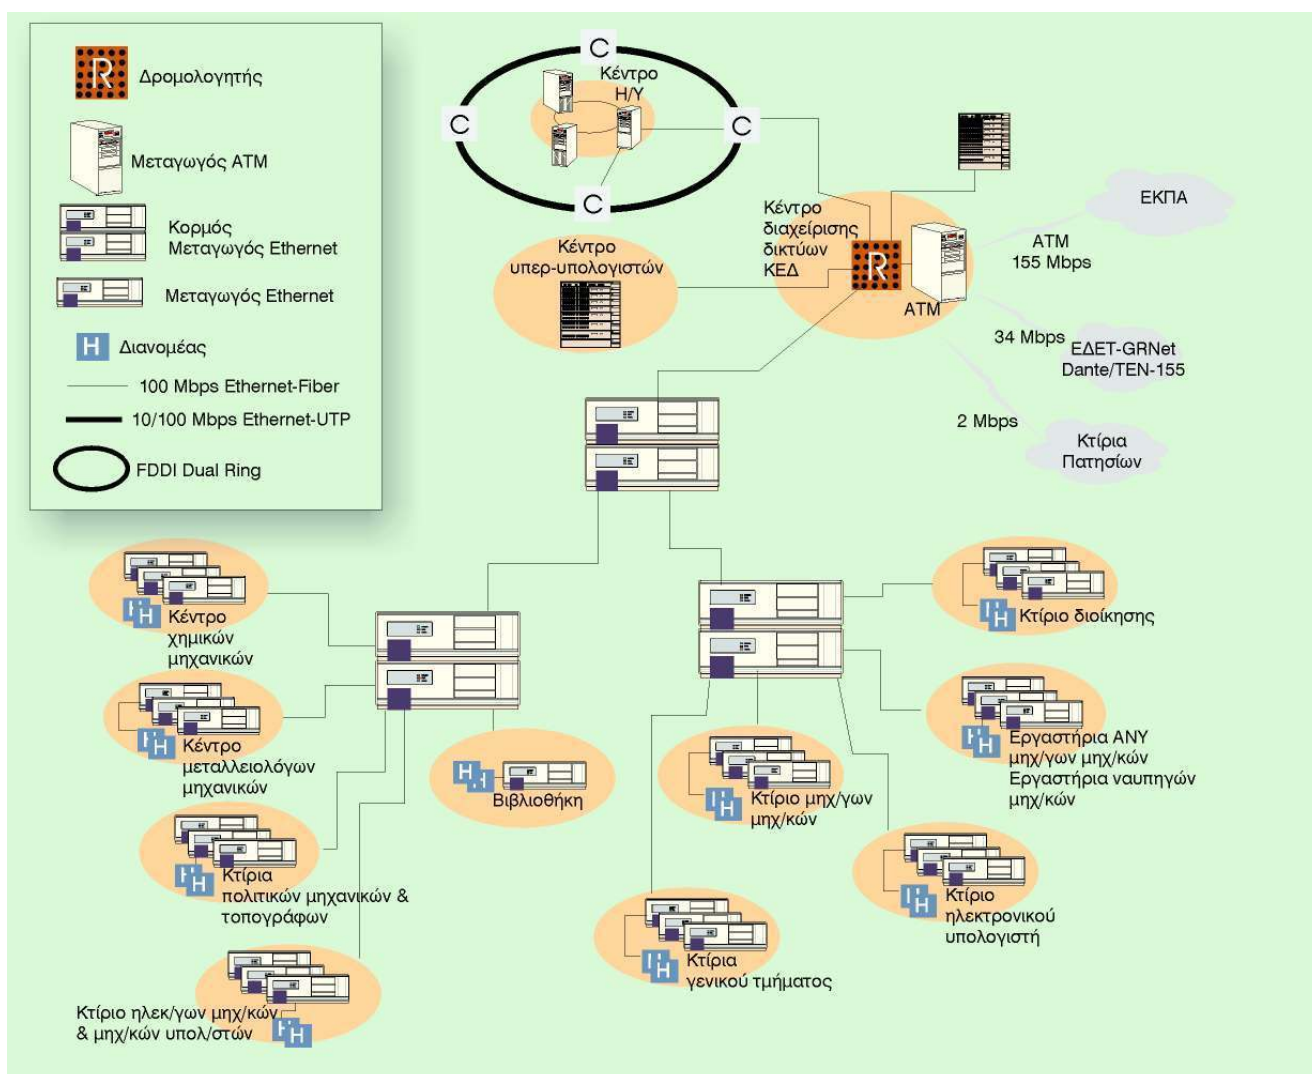 R
Δρομολογητής
Μεταγωγός ATM
Κορμός
Μεταγωγός Ethernet
Μεταγωγός Ethernet
H
Διανομέας
100 Mbps Ethernet-Fiber
10/100 Mbps Ethernet-UTP
FDDI Dual Ring
C
C
C
C
Κέντρο
Η/Υ
Κέντρο
υπερ-υπολογιστών
Κέντρο
διαχείρισης
δικτύων
ΚΕΔ
R
ATM
ΕΚΠΑ
ATM
155 Mbps
34 Mbps
ΕΔΕΤ-GRNet
Dante/TEN-155
2 Mbps
Κτίρια
Πατησίων
H
H
Κέντρο
χημικών
μηχανικών
H
H
Κέντρο
μεταλλειολόγων
μηχανικών
H
H
Κτίρια
πολιτικών μηχανικών &
τοπογράφων
H
H
Κτίριο ηλεκ/γων μηχ/κών
& μηχ/κών υπολ/στών
H
H
Βιβλιοθήκη
H
H
Κτίριο μηχ/γων
μηχ/κών
H
H
Κτίρια
γενικού τμήματος
H
H
Κτίριο
ηλεκτρονικού
υπολογιστή
H
H
Κτίριο διοίκησης
H
H
Εργαστήρια ΑΝΥ
μηχ/γων μηχ/κών
Εργαστήρια ναυπηγών
μηχ/κών